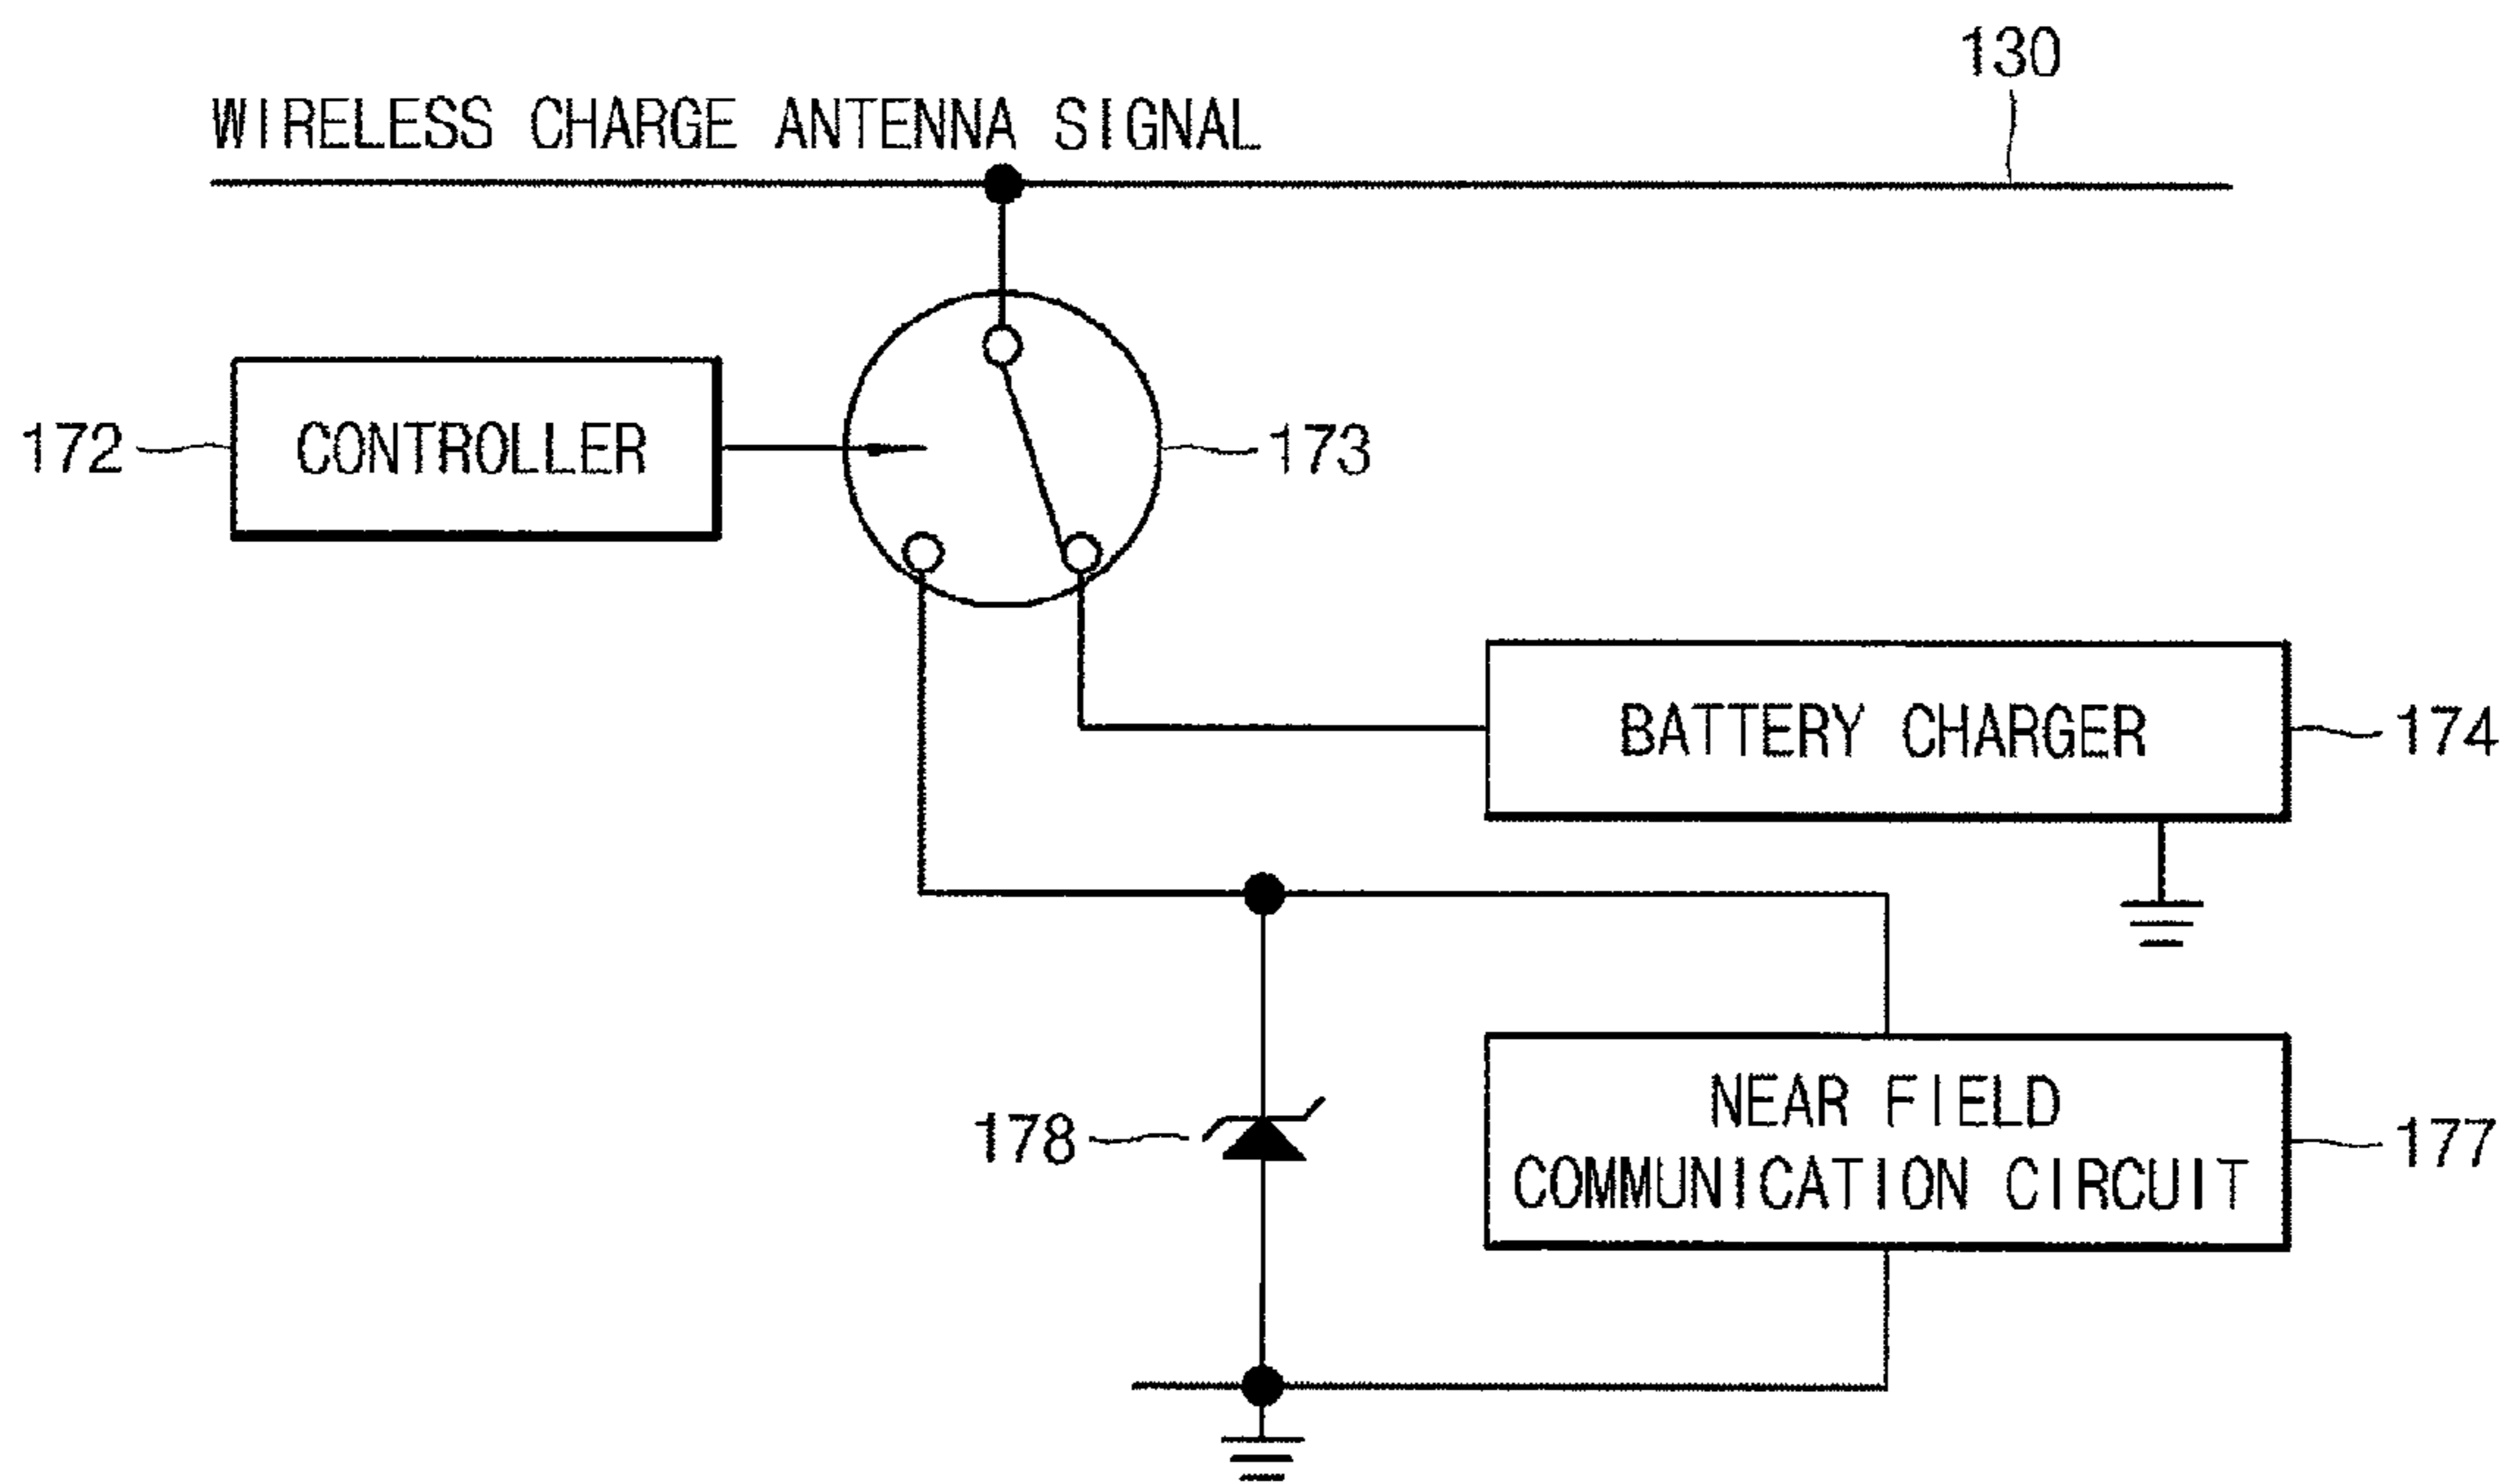 130
WIRELESS CHARGE ANTENNA SIGNAL
172
CONTROLLER
173
BATTERY CHARGER
174
178
NEAR FIELD
COMMUNICATION CIRCUIT
177